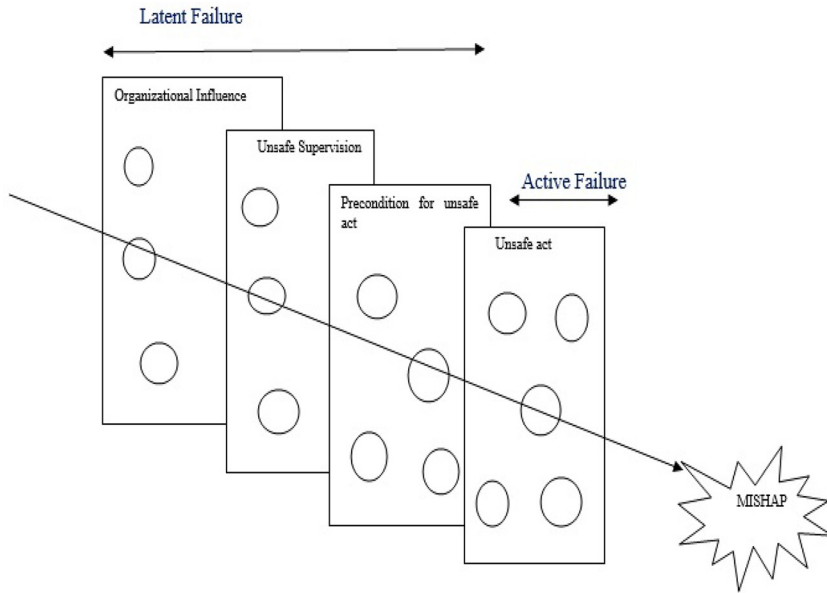 Latent Failure
Organizational Influence
Unsafe Supervision
Active Failure
Precondition for unsafe
act
Unsafe act
MISHAP